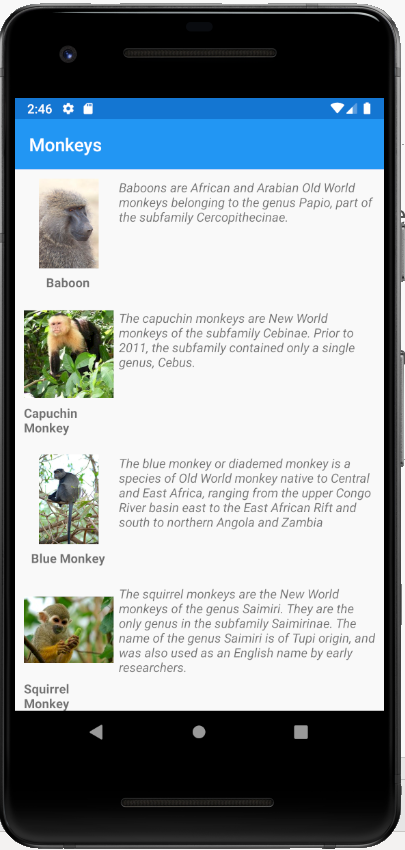 2:46
Monkeys
Baboons are African and Arabian Old World
monkeys belonging to the genus Papio, part of
the subfamily Cercopithecinae.
Baboon
The capuchin monkeys are New World
monkeys of the subfamily Cebinae. Prior to
2011, the subfamily contained only a single
genus, Cebus.
Capuchin
Monkey
The blue monkey or diademed monkey is a
species of Old World monkey native to Central
and East Africa, ranging from the upper Congo
River basin east to the East African Rift and
south to northern Angola and Zambia
Blue Monkey
The squirrel monkeys are the New World
monkeys of the genus Saimiri. They are the
only genus in the subfamily Saimirinae. The
name of the genus Saimiri is of Tupi origin, and
was also used as an English name by early
researchers.
Squirrel
Monkey